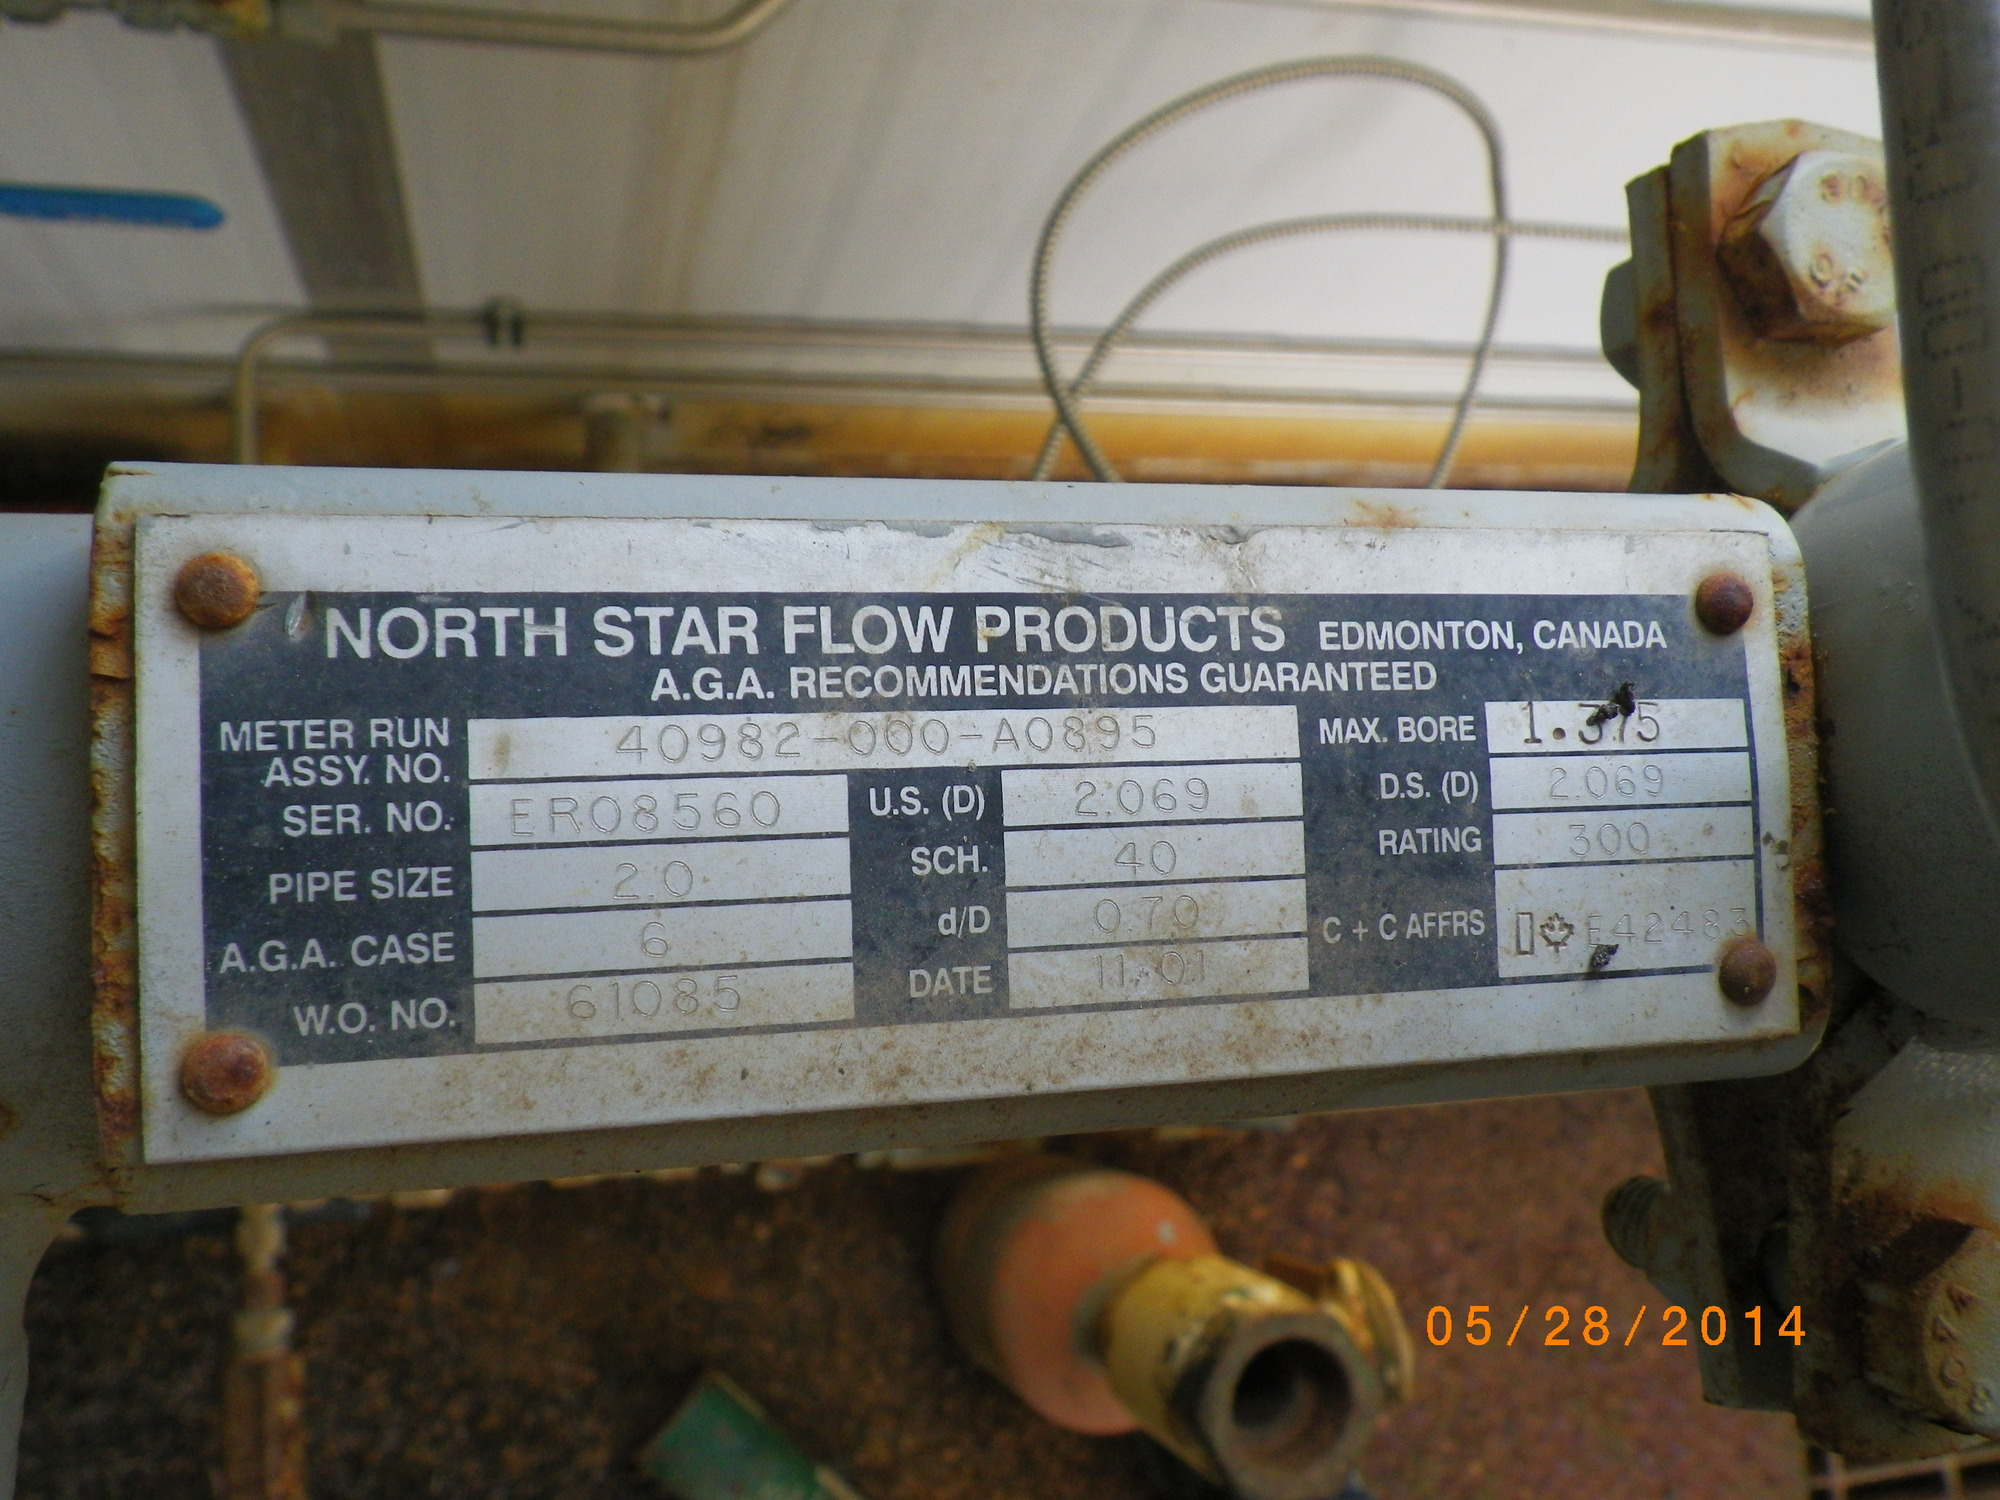 NORTH STAR FLOW PRODUCTS EDMONTON, CANADA
A.G.A. RECOMMENDATIONS GUARANTEED
METER RUN ASSY. NO. 40982-000-A0895
MAX. BORE 1.375
SER. NO. ER08560
U.S. (D) 2.069
D.S. (D) 2.069
PIPE SIZE 2.0
SCH. 40
RATING 300
A.G.A. CASE 6
d/D 0.70
C + C AFFRS E42483
W.O. NO. 61085
DATE 11.01
05/28/2014